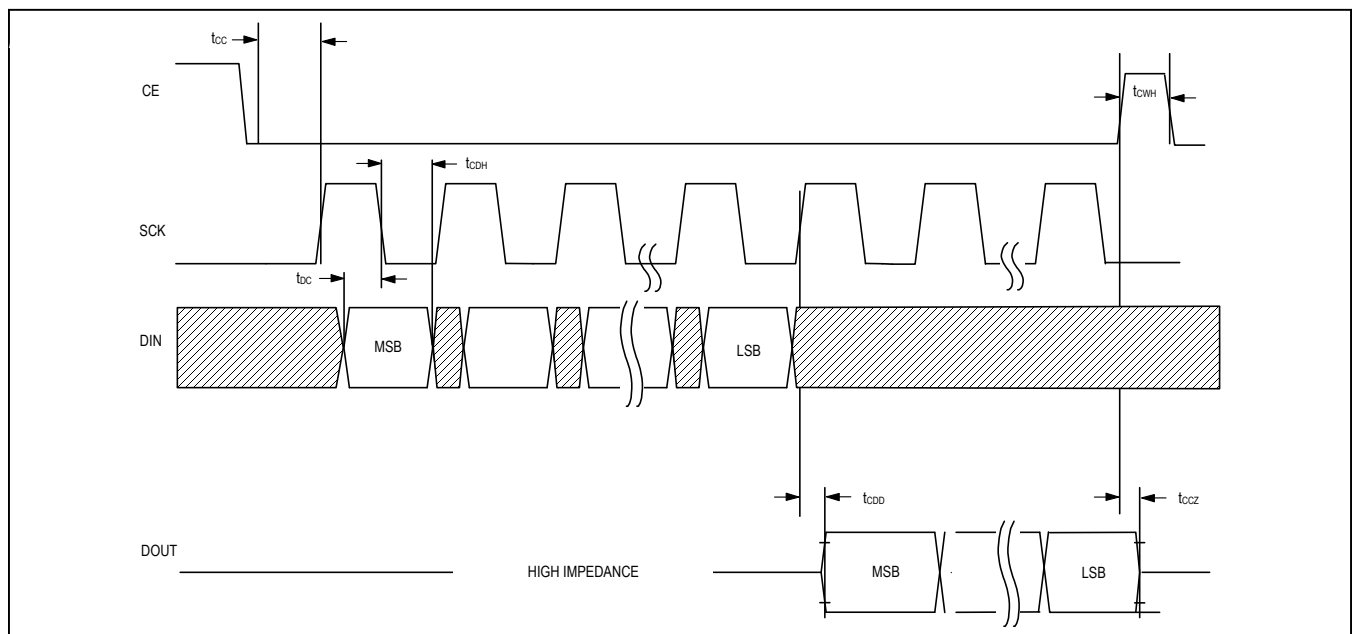 tCC
CE
tCWH
tCDH
SCK
tDC
DIN
MSB
LSB
tCDD
tCCZ
DOUT
HIGH IMPEDANCE
MSB
LSB